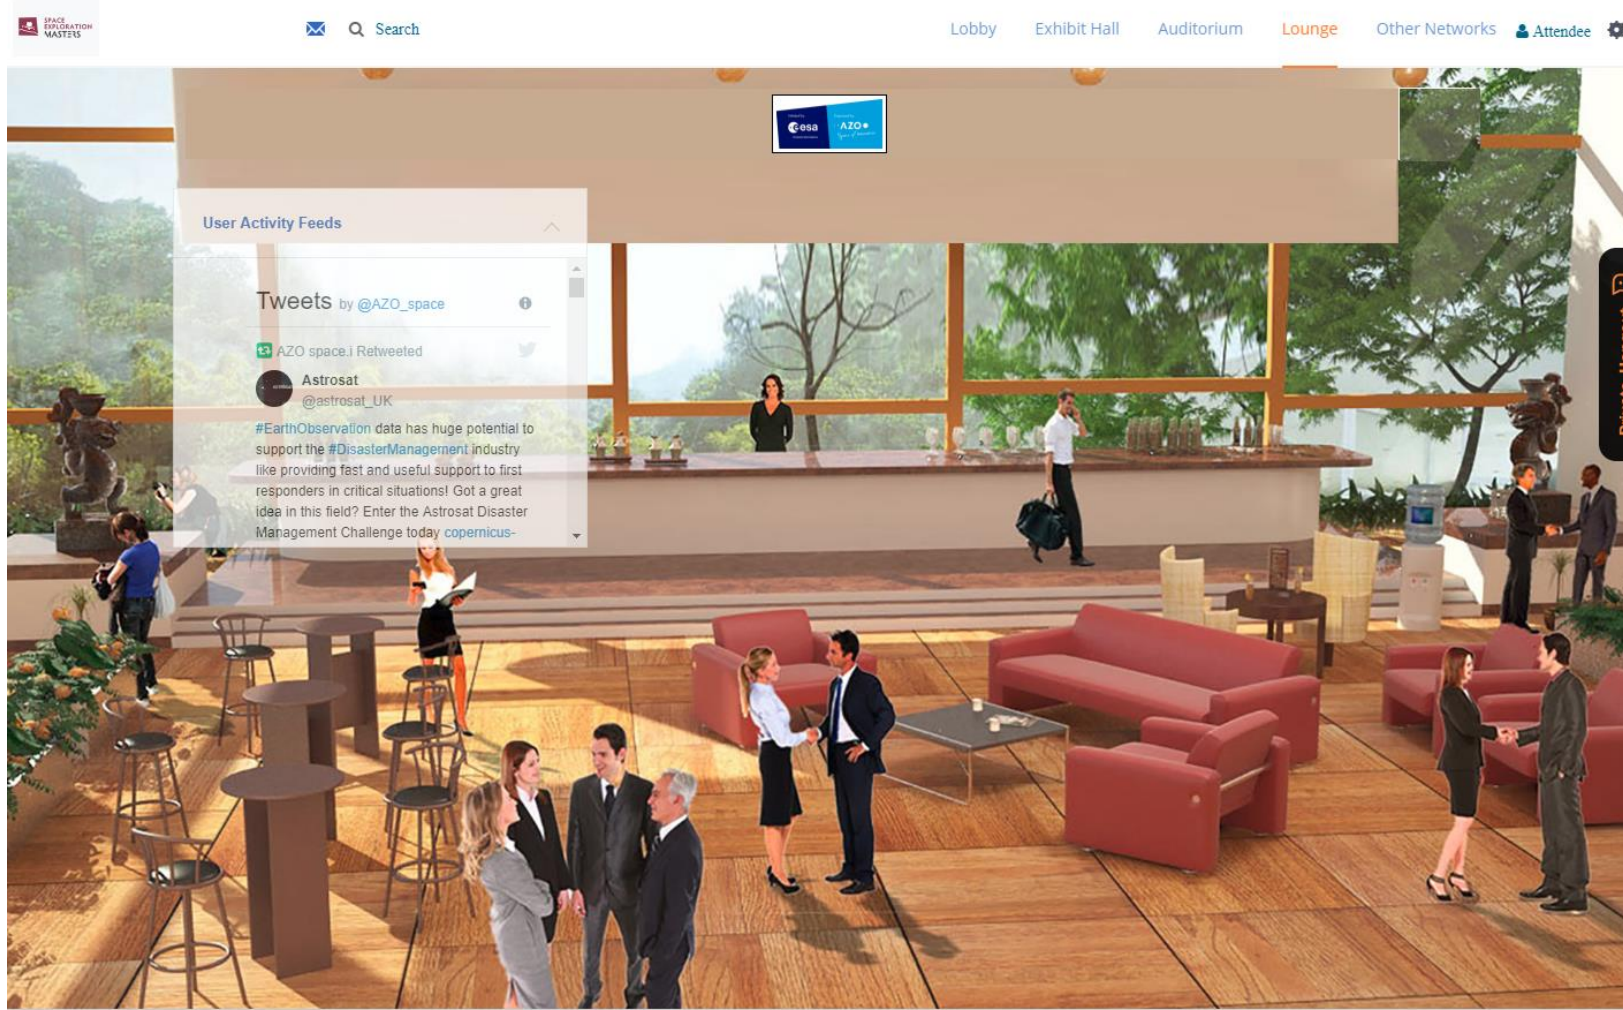 SPACE
EXPLORATION
MASTERS
Search
Lobby
Exhibit Hall
Auditorium
Lounge
Other Networks
Attendee
esa
AZO
User Activity Feeds
Tweets by @AZO_space
AZO space.i Retweeted
Astrosat
@astrosat_UK
#EarthObservation data has huge potential to
support the #DisasterManagement industry
like providing fast and useful support to first
responders in critical situations! Got a great
idea in this field? Enter the Astrosat Disaster
Management Challenge today copernicus-